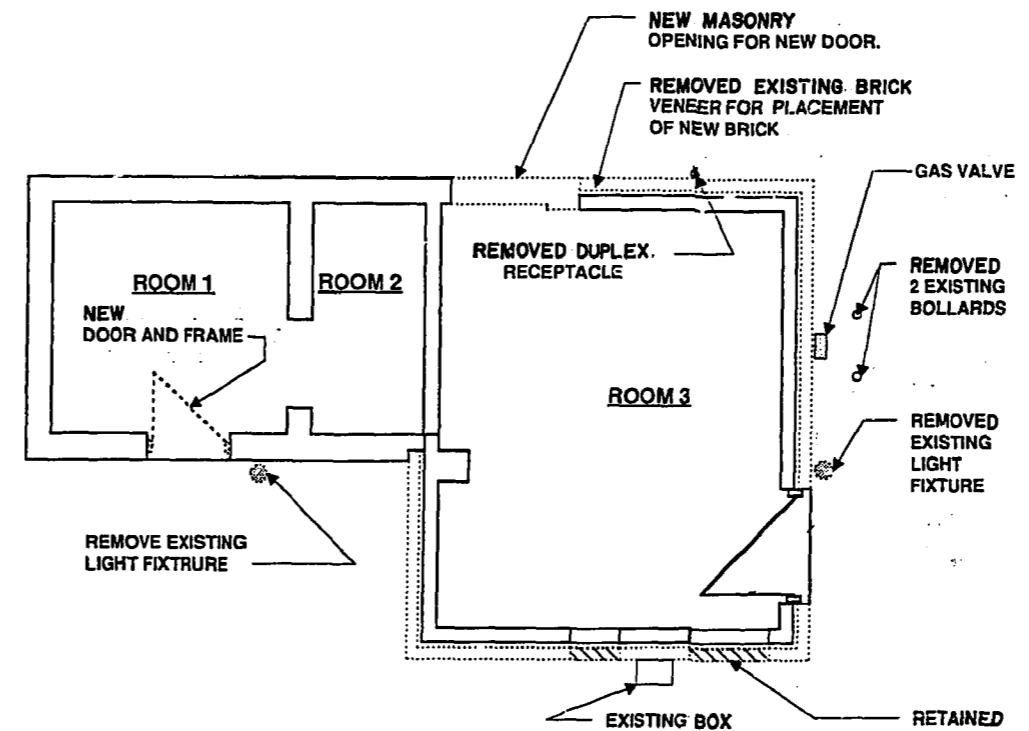 NEW MASONRY
OPENING FOR NEW DOOR.
REMOVED EXISTING BRICK
VENEER FOR PLACEMENT
OF NEW BRICK
GAS VALVE
REMOVED DUPLEX.
RECEPTACLE
REMOVED
2 EXISTING
BOLLARDS
ROOM 1
ROOM 2
NEW
DOOR AND FRAME
ROOM 3
REMOVED
EXISTING
LIGHT
FIXTURE
REMOVE EXISTING
LIGHT FIXTRURE
EXISTING BOX
RETAINED